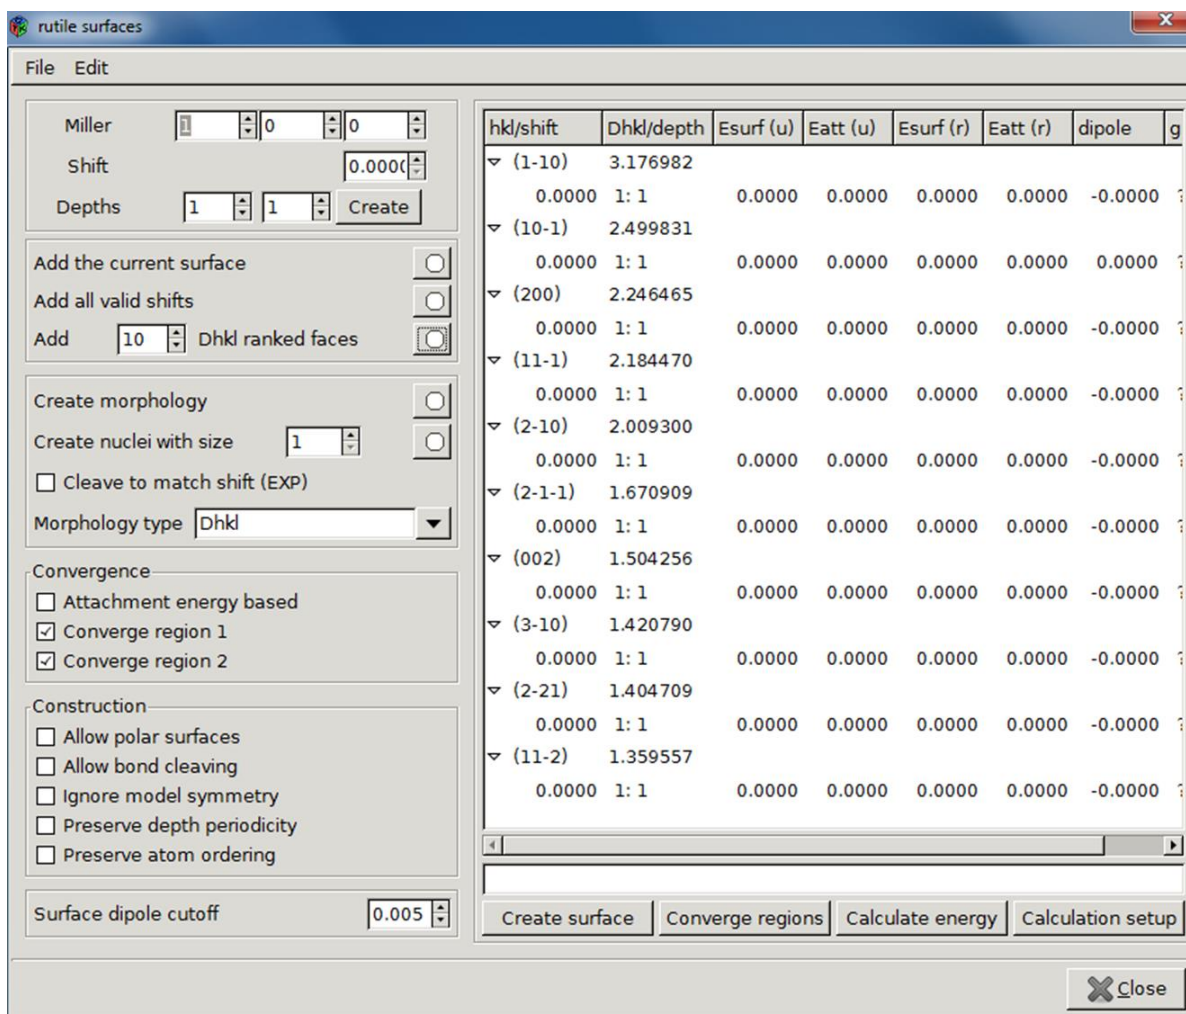 rutile surfaces
File Edit
Miller 1 0 0
Shift 0.000
Depths 1 1 Create
Add the current surface
Add all valid shifts
Add 10 Dhkl ranked faces
Create morphology
Create nuclei with size 1
Cleave to match shift (EXP)
Morphology type Dhkl
Convergence
Attachment energy based
Converge region 1
Converge region 2
Construction
Allow polar surfaces
Allow bond cleaving
Ignore model symmetry
Preserve depth periodicity
Preserve atom ordering
Surface dipole cutoff 0.005
hkl/shift Dhkl/depth Esurf (u) Eatt (u) Esurf (r) Eatt (r) dipole g
(1-10) 3.176982
0.0000 1: 1 0.0000 0.0000 0.0000 0.0000 -0.0000
(10-1) 2.499831
0.0000 1: 1 0.0000 0.0000 0.0000 0.0000 0.0000
(200) 2.246465
0.0000 1: 1 0.0000 0.0000 0.0000 0.0000 -0.0000
(11-1) 2.184470
0.0000 1: 1 0.0000 0.0000 0.0000 0.0000 -0.0000
(2-10) 2.009300
0.0000 1: 1 0.0000 0.0000 0.0000 0.0000 -0.0000
(2-1-1) 1.670909
0.0000 1: 1 0.0000 0.0000 0.0000 0.0000 -0.0000
(002) 1.504256
0.0000 1: 1 0.0000 0.0000 0.0000 0.0000 -0.0000
(3-10) 1.420790
0.0000 1: 1 0.0000 0.0000 0.0000 0.0000 -0.0000
(2-21) 1.404709
0.0000 1: 1 0.0000 0.0000 0.0000 0.0000 -0.0000
(11-2) 1.359557
0.0000 1: 1 0.0000 0.0000 0.0000 0.0000 -0.0000
Create surface Converge regions Calculate energy Calculation setup
Close